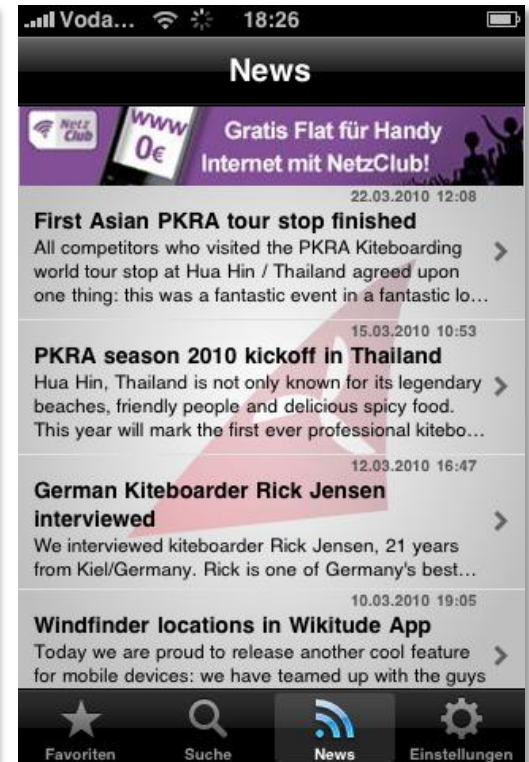 Voda... 18:26
News
Netz Club
www 0€
Gratis Flat für Handy
Internet mit NetzClub!
22.03.2010 12:08
First Asian PKRA tour stop finished
All competitors who visited the PKRA Kiteboarding
world tour stop at Hua Hin / Thailand agreed upon
one thing: this was a fantastic event in a fantastic lo...
15.03.2010 10:53
PKRA season 2010 kickoff in Thailand
Hua Hin, Thailand is not only known for its legendary
beaches, friendly people and delicious spicy food.
This year will mark the first ever professional kitebo...
12.03.2010 16:47
German Kiteboarder Rick Jensen
interviewed
We interviewed kiteboarder Rick Jensen, 21 years
from Kiel/Germany. Rick is one of Germany's best...
10.03.2010 19:05
Windfinder locations in Wikitude App
Today we are proud to release another cool feature
for mobile devices: we have teamed up with the guys
Favoriten Suche News Einstellungen